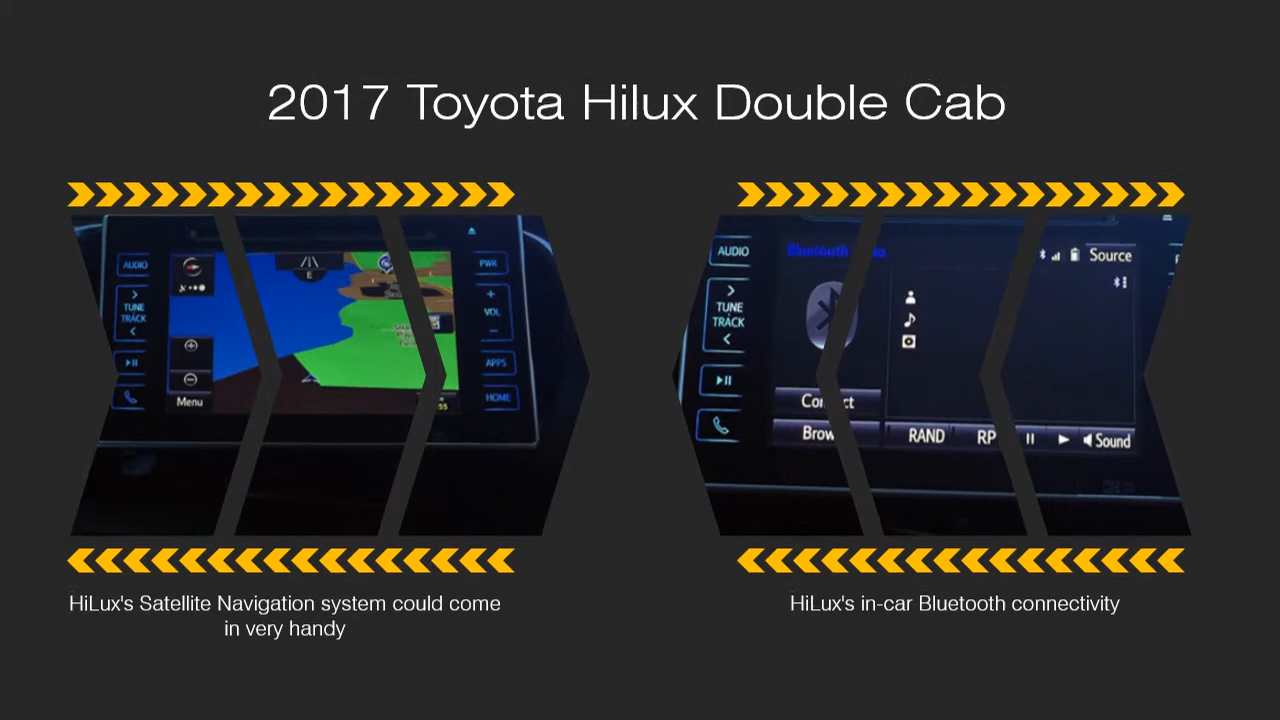 2017 Toyota Hilux Double Cab
AUDIO
TUNE
TRACK
E
Menu
PWR
VOL
APPS
HOME
AUDIO
TUNE
TRACK
Bluetooth
Source
RAND
Sound
HiLux's Satellite Navigation system could come
in very handy
HiLux's in-car Bluetooth connectivity